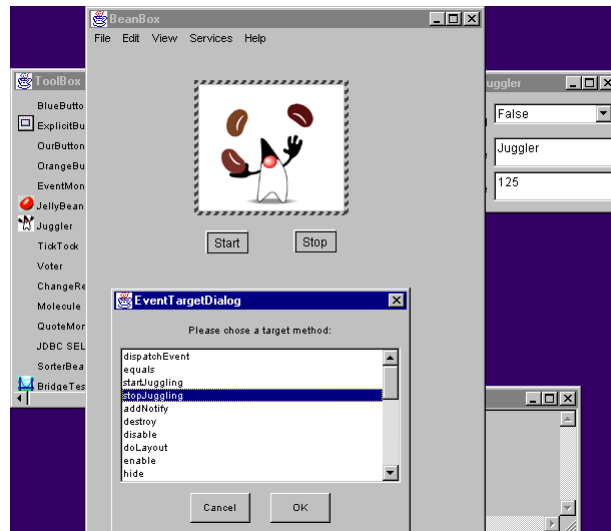 BeanBox
File Edit View Services Help
ToolBox
BlueButto
ExplicitBu
OurButton
OrangeBu
EventMon
JellyBean
Juggler
TickTock
Voter
ChangeRe
Molecule
QuoteMor
JDBC SEL
SorterBea
BridgeTes
Start
Stop
uggler
False
Juggler
125
EventTargetDialog
Please chose a target method:
dispatchEvent
equals
startJuggling
stopJuggling
addNotify
destroy
disable
doLayout
enable
hide
Cancel
OK